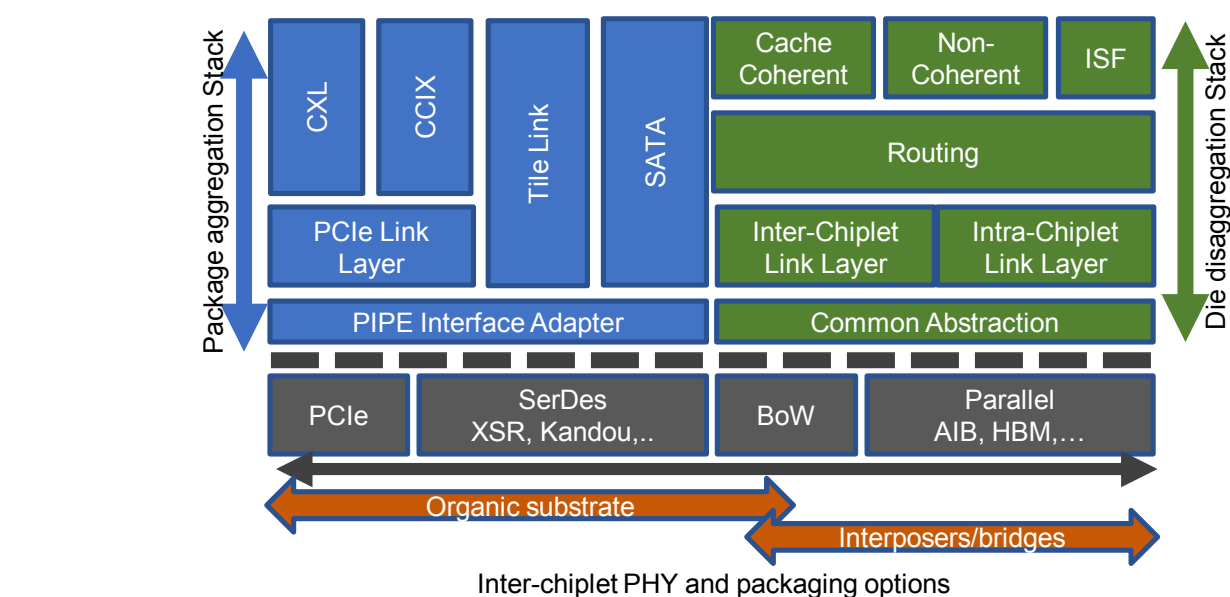 Package aggregation Stack
CXL
CCIX
Tile Link
SATA
Cache
Coherent
Non-
Coherent
ISF
Die disaggregation Stack
Routing
PCIe Link
Layer
Inter-Chiplet
Link Layer
Intra-Chiplet
Link Layer
PIPE Interface Adapter
Common Abstraction
PCIe
SerDes
XSR, Kandou,..
BoW
Parallel
AIB, HBM,…
Organic substrate
Interposers/bridges
Inter-chiplet PHY and packaging options